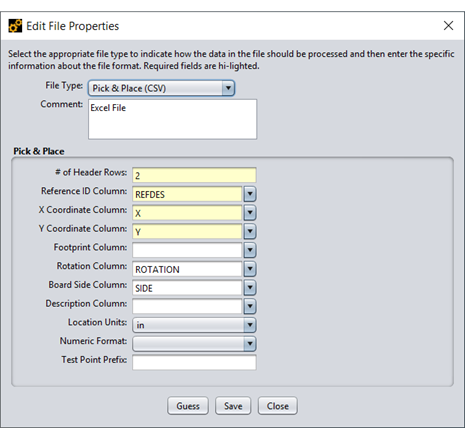 Edit File Properties
Select the appropriate file type to indicate how the data in the file should be processed and then enter the specific
information about the file format. Required fields are hi-lighted.
File Type: Pick & Place (CSV)
Comment: Excel File
Pick & Place
# of Header Rows: 2
Reference ID Column: REFDES
X Coordinate Column: X
Y Coordinate Column: Y
Footprint Column:
Rotation Column: ROTATION
Board Side Column: SIDE
Description Column:
Location Units: in
Numeric Format:
Test Point Prefix:
Guess Save Close